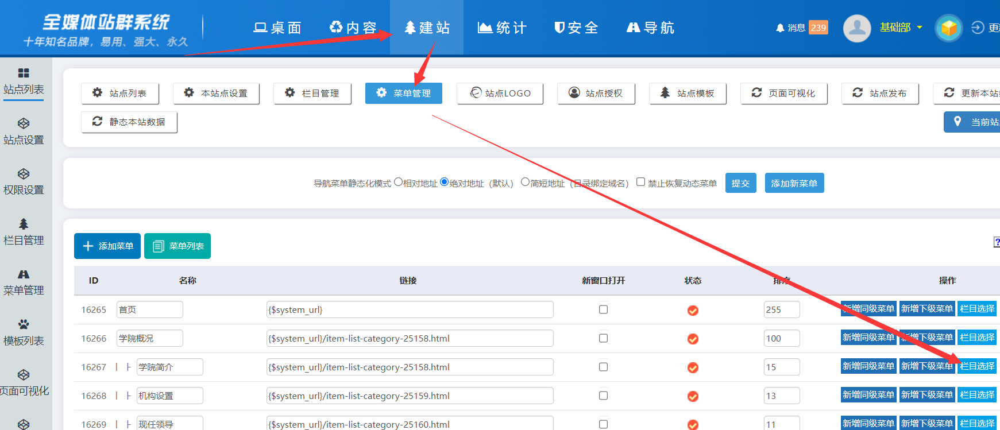 全媒体站群系统
十年知名品牌，易用、强大、永久
桌面 内容 建站 统计 安全 导航
消息 239 基础部
站点列表
站点设置
权限设置
栏目管理
菜单管理
模板列表
页面可视化
站点列表 本站点设置 栏目管理 菜单管理 站点LOGO 站点授权 站点模板 页面可视化 站点发布 更新本站
静态本站数据 当前站
导航菜单静态化模式 相对地址 绝对地址（默认） 简短地址（目录绑定域名） 禁止恢复动态菜单 提交 添加新菜单
添加菜单 菜单列表
?
ID 名称 链接 新窗口打开 状态 排序 操作
16265 首页 {$system_url} 255 新增同级菜单 新增下级菜单 栏目选择
16266 学院概况 {$system_url}/item-list-category-25158.html 100 新增同级菜单 新增下级菜单 栏目选择
16267 丨 ├ 学院简介 {$system_url}/item-list-category-25158.html 15 新增同级菜单 新增下级菜单 栏目选择
16268 丨 ├ 机构设置 {$system_url}/item-list-category-25159.html 13 新增同级菜单 新增下级菜单 栏目选择
16269 丨 ├ 现任领导 {$system_url}/item-list-category-25160.html 11 新增同级菜单 新增下级菜单 栏目选择